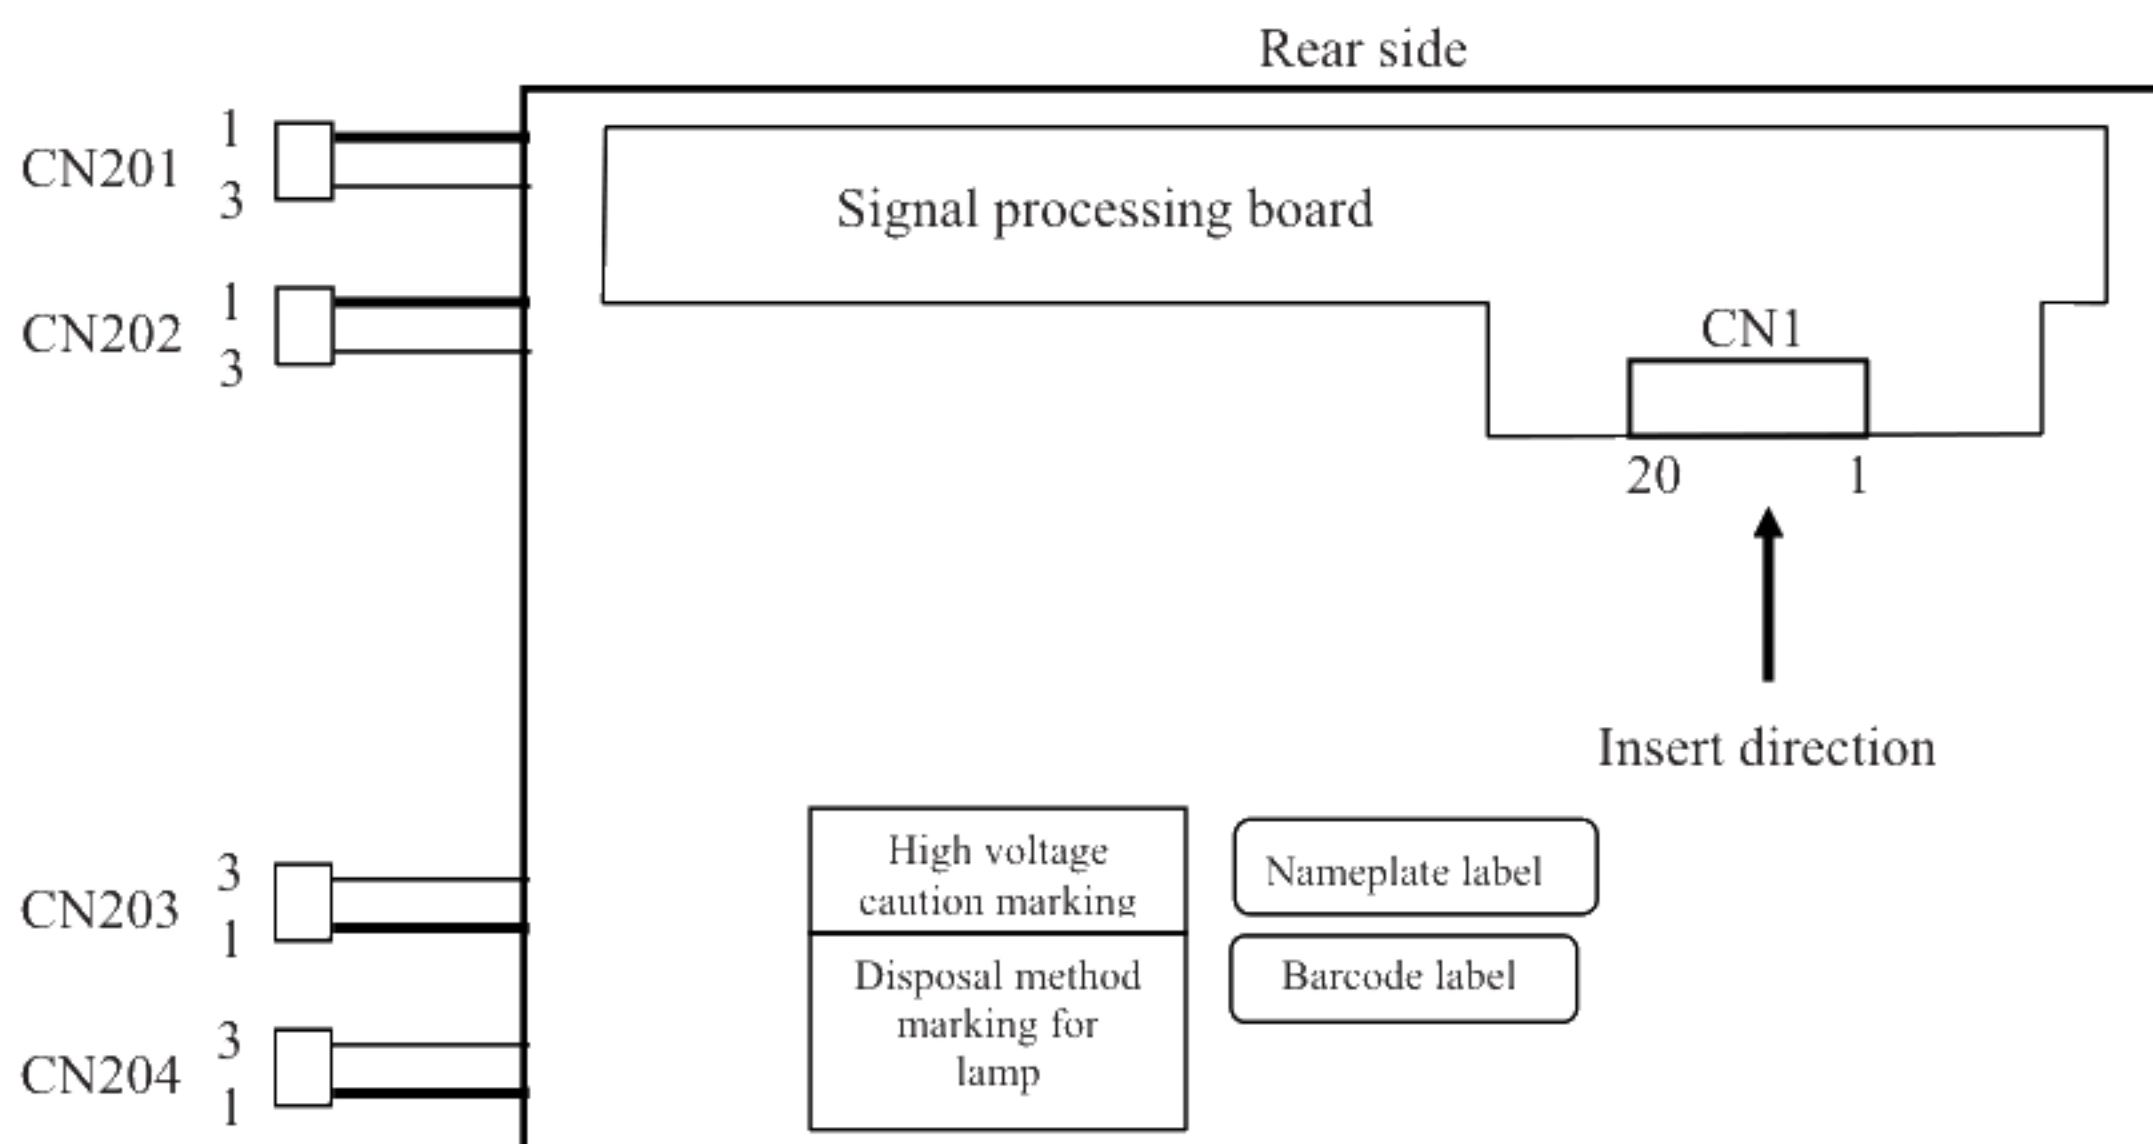 Rear side
1
CN201
3
Signal processing board
1
CN202
3
CN1
20 1
Insert direction
High voltage
caution marking
Nameplate label
3
CN203
1
Disposal method
marking for
lamp
Barcode label
3
CN204
1